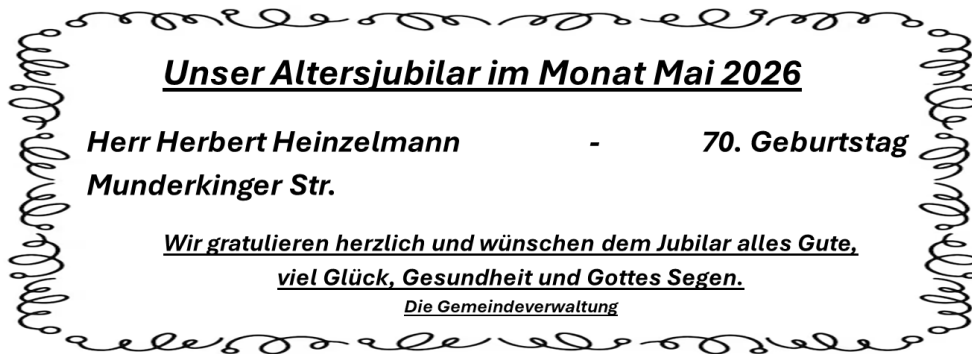 Unser Altersjubilar im Monat Mai 2026
Herr Herbert Heinzelmann - 70. Geburtstag
Munderkinger Str.
Wir gratulieren herzlich und wünschen dem Jubilar alles Gute,
viel Glück, Gesundheit und Gottes Segen.
Die Gemeindeverwaltung